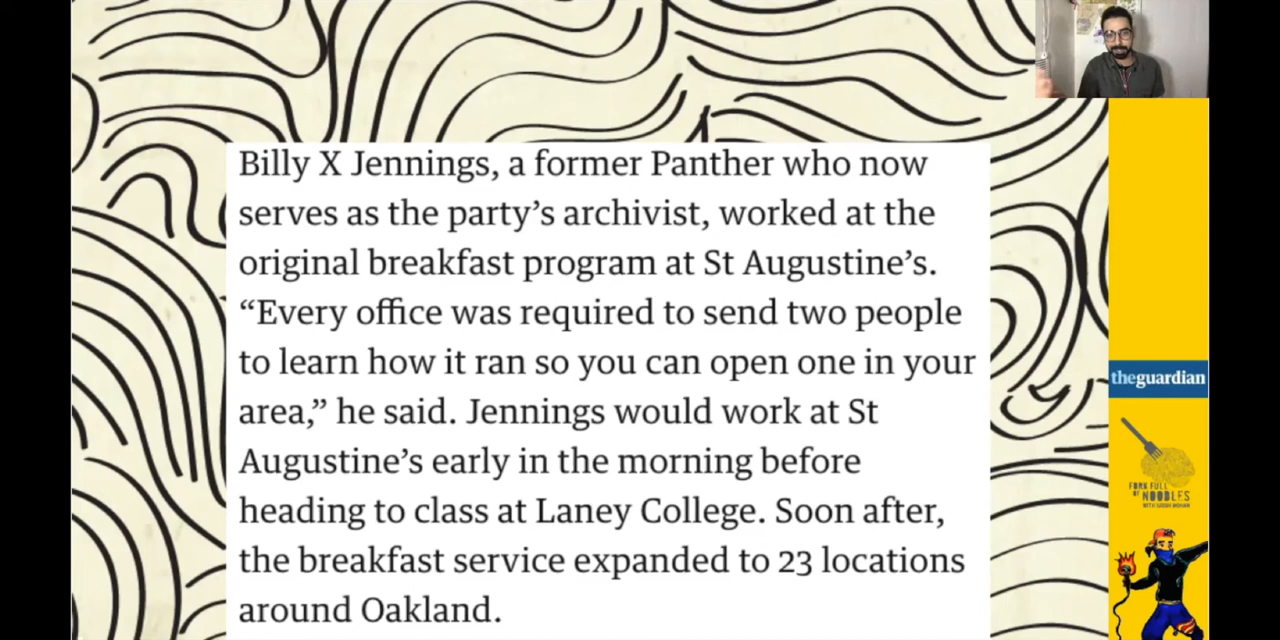 Billy X Jennings, a former Panther who now
serves as the party’s archivist, worked at the
original breakfast program at St Augustine’s.
“Every office was required to send two people
to learn how it ran so you can open one in your
area,” he said. Jennings would work at St
Augustine’s early in the morning before
heading to class at Laney College. Soon after,
the breakfast service expanded to 23 locations
around Oakland.
theguardian
FORK FULL
OF NOODLES